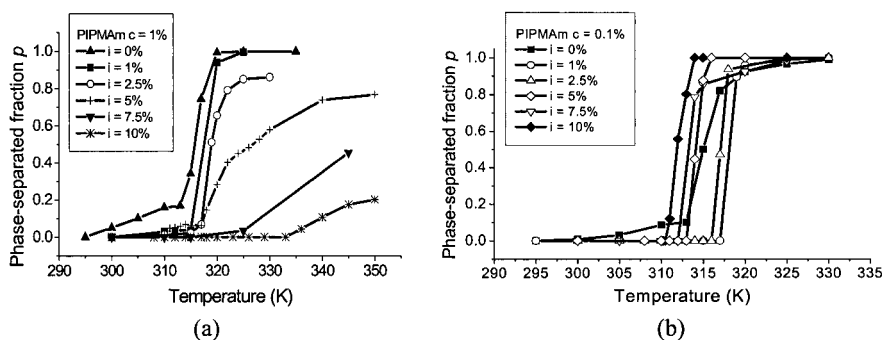 PIPMAm c = 1%
i = 0%
i = 1%
i = 2.5%
i = 5%
i = 7.5%
i = 10%
Phase-separated fraction p
1.0
0.8
0.6
0.4
0.2
0.0
290 300 310 320 330 340 350
Temperature (K)
(a)
PIPMAm c = 0.1%
i = 0%
i = 1%
i = 2.5%
i = 5%
i = 7.5%
i = 10%
Phase-separated fraction p
1.0
0.8
0.6
0.4
0.2
0.0
290 295 300 305 310 315 320 325 330
Temperature (K)
(b)